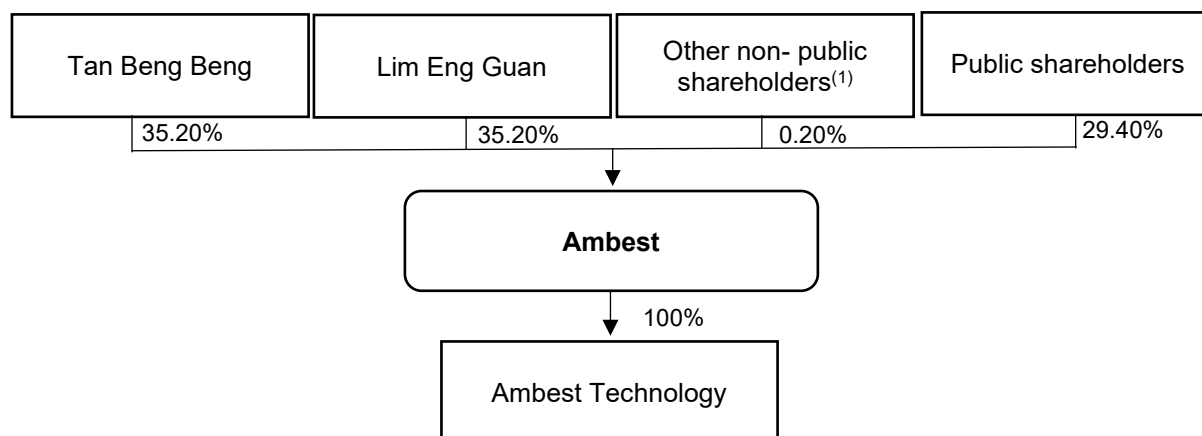 Tan Beng Beng
Lim Eng Guan
Other non- public
shareholders(1)
Public shareholders
35.20%
35.20%
0.20%
29.40%
Ambest
100%
Ambest Technology